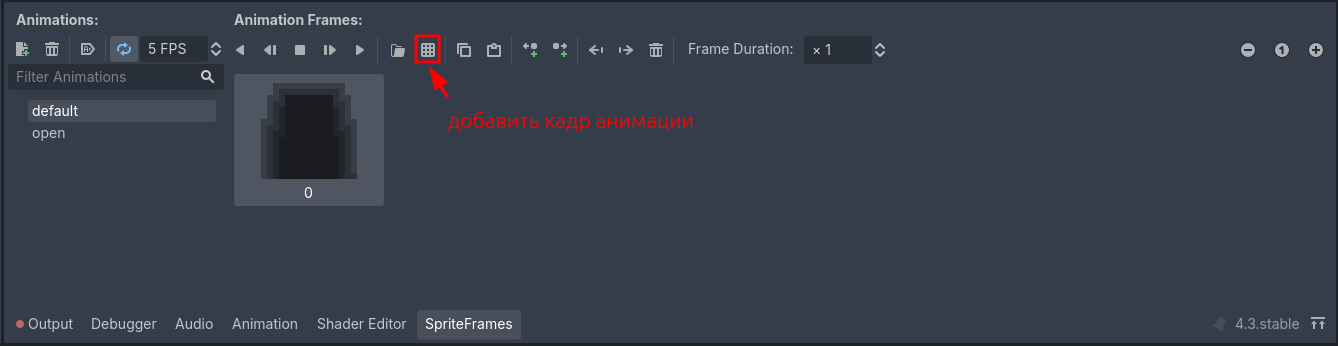 Animations:
Animation Frames:
5 FPS
Frame Duration:
× 1
1
Filter Animations
default
open
добавить кадр анимации
0
Output
Debugger
Audio
Animation
Shader Editor
SpriteFrames
4.3.stable